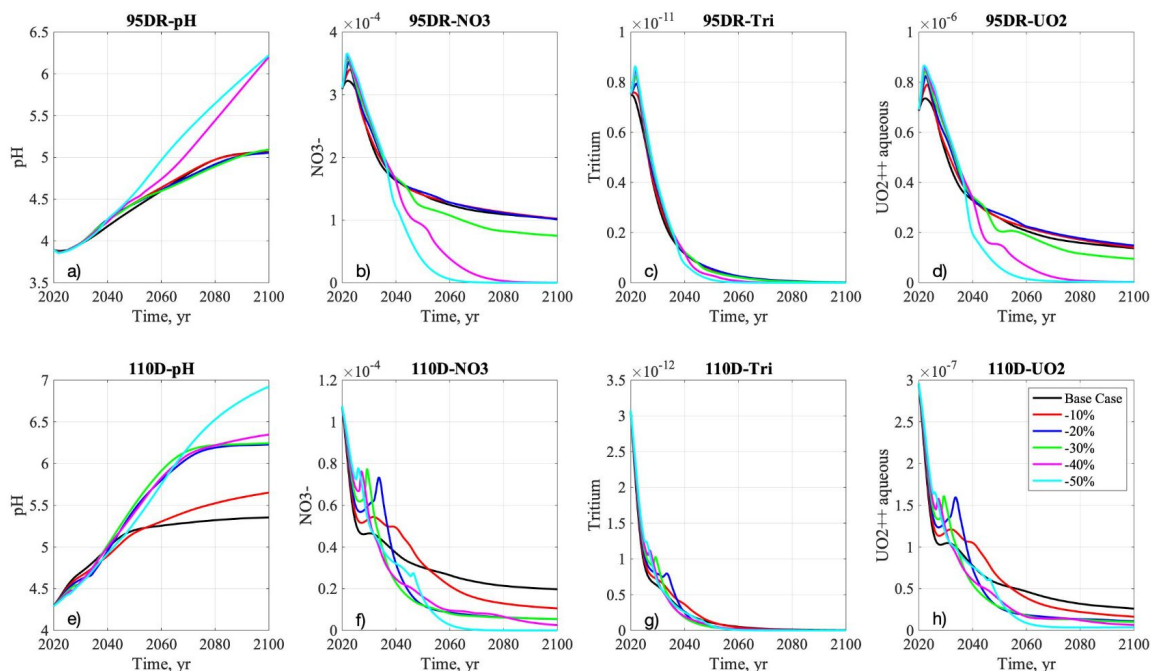 95DR-pH
6.5
6
5.5
5
4.5
4
3.5
pH
a)
2020 2040 2060 2080 2100
Time, yr
95DR-NO3
×10-4
5
4
3
2
1
0
NO3-
b)
2020 2040 2060 2080 2100
Time, yr
95DR-Tri
×10-11
1
0.8
0.6
0.4
0.2
0
Tritium
c)
2020 2040 2060 2080 2100
Time, yr
95DR-UO2
×10-6
1
0.8
0.6
0.4
0.2
0
UO2++ aqueous
d)
2020 2040 2060 2080 2100
Time, yr
110D-pH
7
6.5
6
5.5
5
4.5
4
pH
e)
2020 2040 2060 2080 2100
Time, yr
110D-NO3
×10-4
1.2
1
0.8
0.6
0.4
0.2
0
NO3-
f)
2020 2040 2060 2080 2100
Time, yr
110D-Tri
×10-12
3.5
3
2.5
2
1.5
1
0.5
0
Tritium
g)
2020 2040 2060 2080 2100
Time, yr
110D-UO2
×10-7
3
2.5
2
1.5
1
0.5
0
UO2++ aqueous
h)
Base Case
-10%
-20%
-30%
-40%
-50%
2020 2040 2060 2080 2100
Time, yr